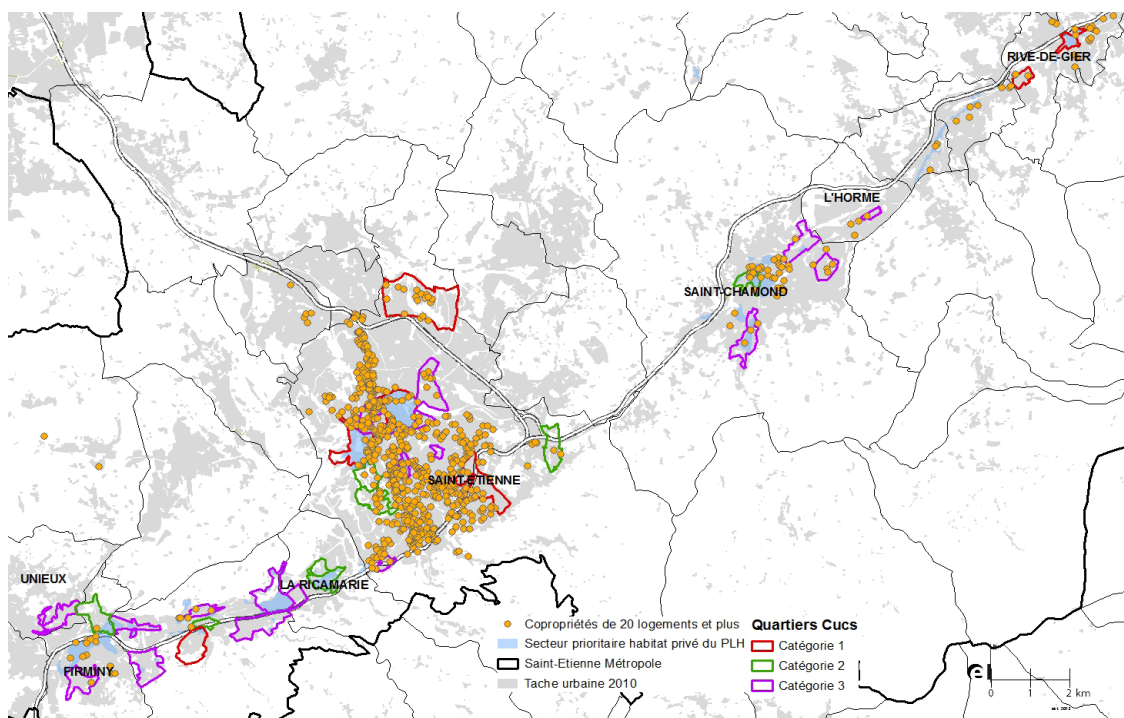 RIVE-DE-GIER
L'HORME
SAINT-CHAMOND
SAINT-ETIENNE
UNIEUX
LA RICAMARIE
FIRMINY
Copropriétés de 20 logements et plus
Secteur prioritaire habitat privé du PLH
Saint-Etienne Métropole
Tache urbaine 2010
Quartiers Cucs
Catégorie 1
Catégorie 2
Catégorie 3
0 1 2 km